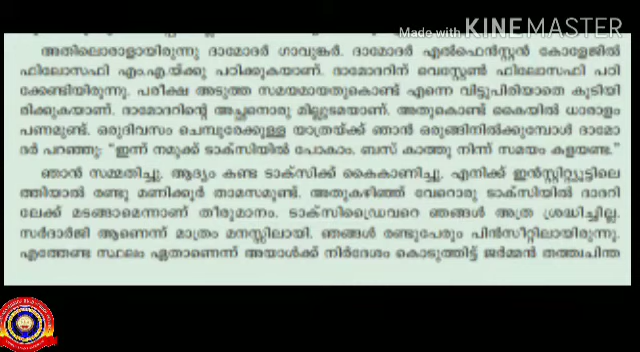 Made with KINEMASTER
അതിലൊരാളായിരുന്നു ദാമോദർ ഗാവുങ്കർ. ദാമോദർ എൽഫെൻസ്റ്റൻ കോളേജിൽ
ഫിലോസഫി എം.എ.യ്ക്കു പഠിക്കുകയാണ്. ദാമോദറിന് വെസ്റ്റേൺ ഫിലോസഫി പഠി
ക്കേണ്ടിയിരുന്നു. പരീക്ഷ അടുത്ത സമയമായതുകൊണ്ട് എന്നെ വിട്ടുപിരിയാതെ കൂടിയി
രിക്കുകയാണ്. ദാമോദറിന്റെ അച്ഛനൊരു മില്ലുടമയാണ്. അതുകൊണ്ട് കൈയിൽ ധാരാളം
പണമുണ്ട്. ഒരുദിവസം ചെമ്പൂരേക്കുള്ള യാത്രയ്ക്ക് ഞാൻ ഒരുങ്ങിനിൽക്കുമ്പോൾ ദാമോ
ദർ പറഞ്ഞു: "ഇന്ന് നമുക്ക് ടാക്സിയിൽ പോകാം. ബസ് കാത്തു നിന്ന് സമയം കളയണ്ട."
ഞാൻ സമ്മതിച്ചു. ആദ്യം കണ്ട ടാക്സിക്ക് കൈകാണിച്ചു. എനിക്ക് ഇൻസ്റ്റിറ്റ്യൂട്ടിലെ
ത്തിയാൽ രണ്ടു മണിക്കൂർ താമസമുണ്ട്. അതുകഴിഞ്ഞ് വേറൊരു ടാക്സിയിൽ ദാദറി
ലേക്ക് മടങ്ങാമെന്നാണ് തീരുമാനം. ടാക്സിഡ്രൈവറെ ഞങ്ങൾ അത്ര ശ്രദ്ധിച്ചില്ല.
സർദാർജി ആണെന്ന് മാത്രം മനസ്സിലായി. ഞങ്ങൾ രണ്ടുപേരും പിൻസീറ്റിലായിരുന്നു.
എത്തേണ്ട സ്ഥലം ഏതാണെന്ന് അയാൾക്ക് നിർദേശം കൊടുത്തിട്ട് ജർമ്മൻ തത്ത്വചിന്ത